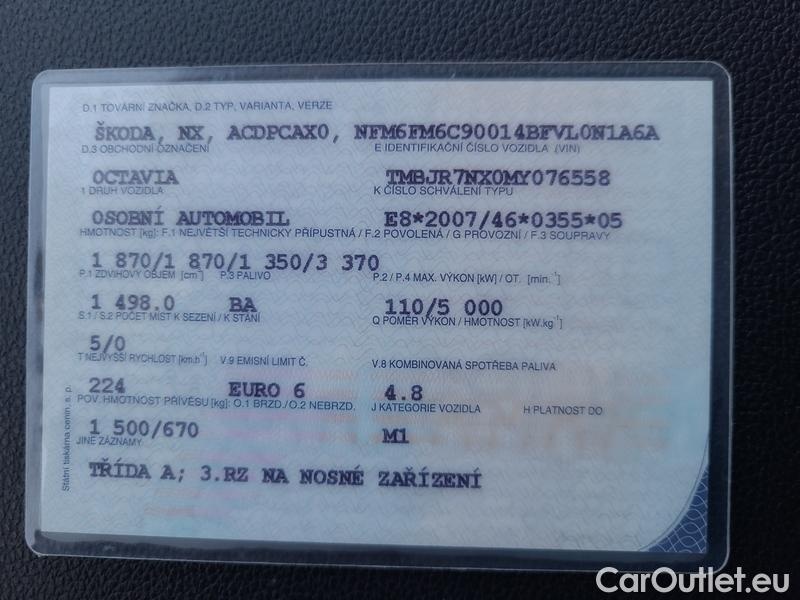 D.1 TOVÁRNÍ ZNAČKA, D.2 TYP, VARIANTA, VERZE
ŠKODA, NX, ACDPCAX0, NFM6FM6C90014BFVL0N1A6A
D.3 OBCHODNÍ OZNAČENÍ E IDENTIFIKAČNÍ ČÍSLO VOZIDLA (VIN)
OCTAVIA TMBJR7NX0MY076558
1 DRUH VOZIDLA K ČÍSLO SCHVÁLENÍ TYPU
OSOBNÍ AUTOMOBIL E8*2007/46*0355*05
HMOTNOST [kg]: F.1 NEJVĚTŠÍ TECHNICKY PŘÍPUSTNÁ / F.2 POVOLENÁ / G PROVOZNÍ / F.3 SOUPRAVY
1 870/1 870/1 350/3 370
P.1 ZDVIHOVÝ OBJEM [cm³] P.3 PALIVO P.2 / P.4 MAX. VÝKON [kW] / OT. [min.⁻¹]
1 498.0 BA 110/5 000
S.1 / S.2 POČET MÍST K SEZENÍ / K STÁNÍ Q POMĚR VÝKON / HMOTNOST [kW.kg⁻¹]
5/0
T NEJVYŠŠÍ RYCHLOST [km.h⁻¹] V.9 EMISNÍ LIMIT Č. V.8 KOMBINOVANÁ SPOTŘEBA PALIVA
224 EURO 6 4.8
POV. HMOTNOST PŘÍVĚSU [kg]: O.1 BRZD./O.2 NEBRZD. J KATEGORIE VOZIDLA H PLATNOST DO
1 500/670 M1
JINÉ ZÁZNAMY
TŘÍDA A; 3.RZ NA NOSNÉ ZAŘÍZENÍ
Státní tiskárna cenin, s. p.
CarOutlet.eu